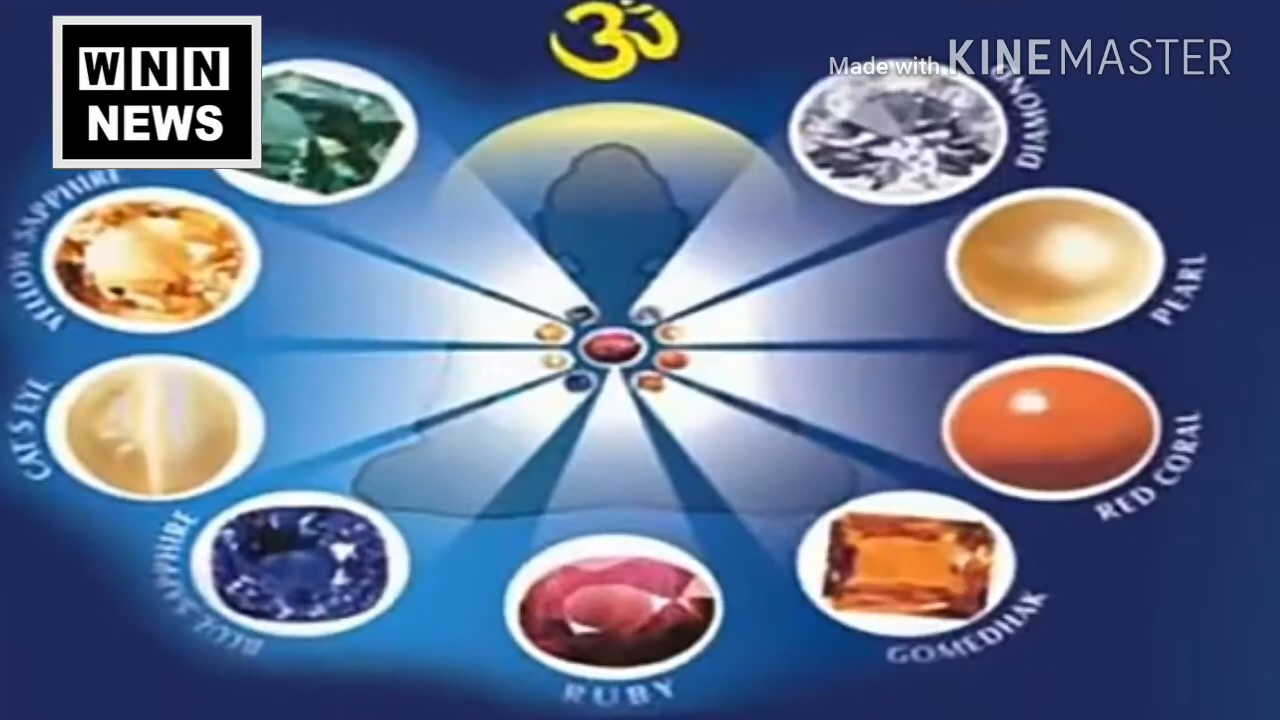 ॐ
WNN
NEWS
Made with KINEMASTER
DIAMOND
YELLOW SAPPHIRE
PEARL
CAT'S EYE
RED CORAL
BLUE SAPPHIRE
GOMEDHAK
RUBY